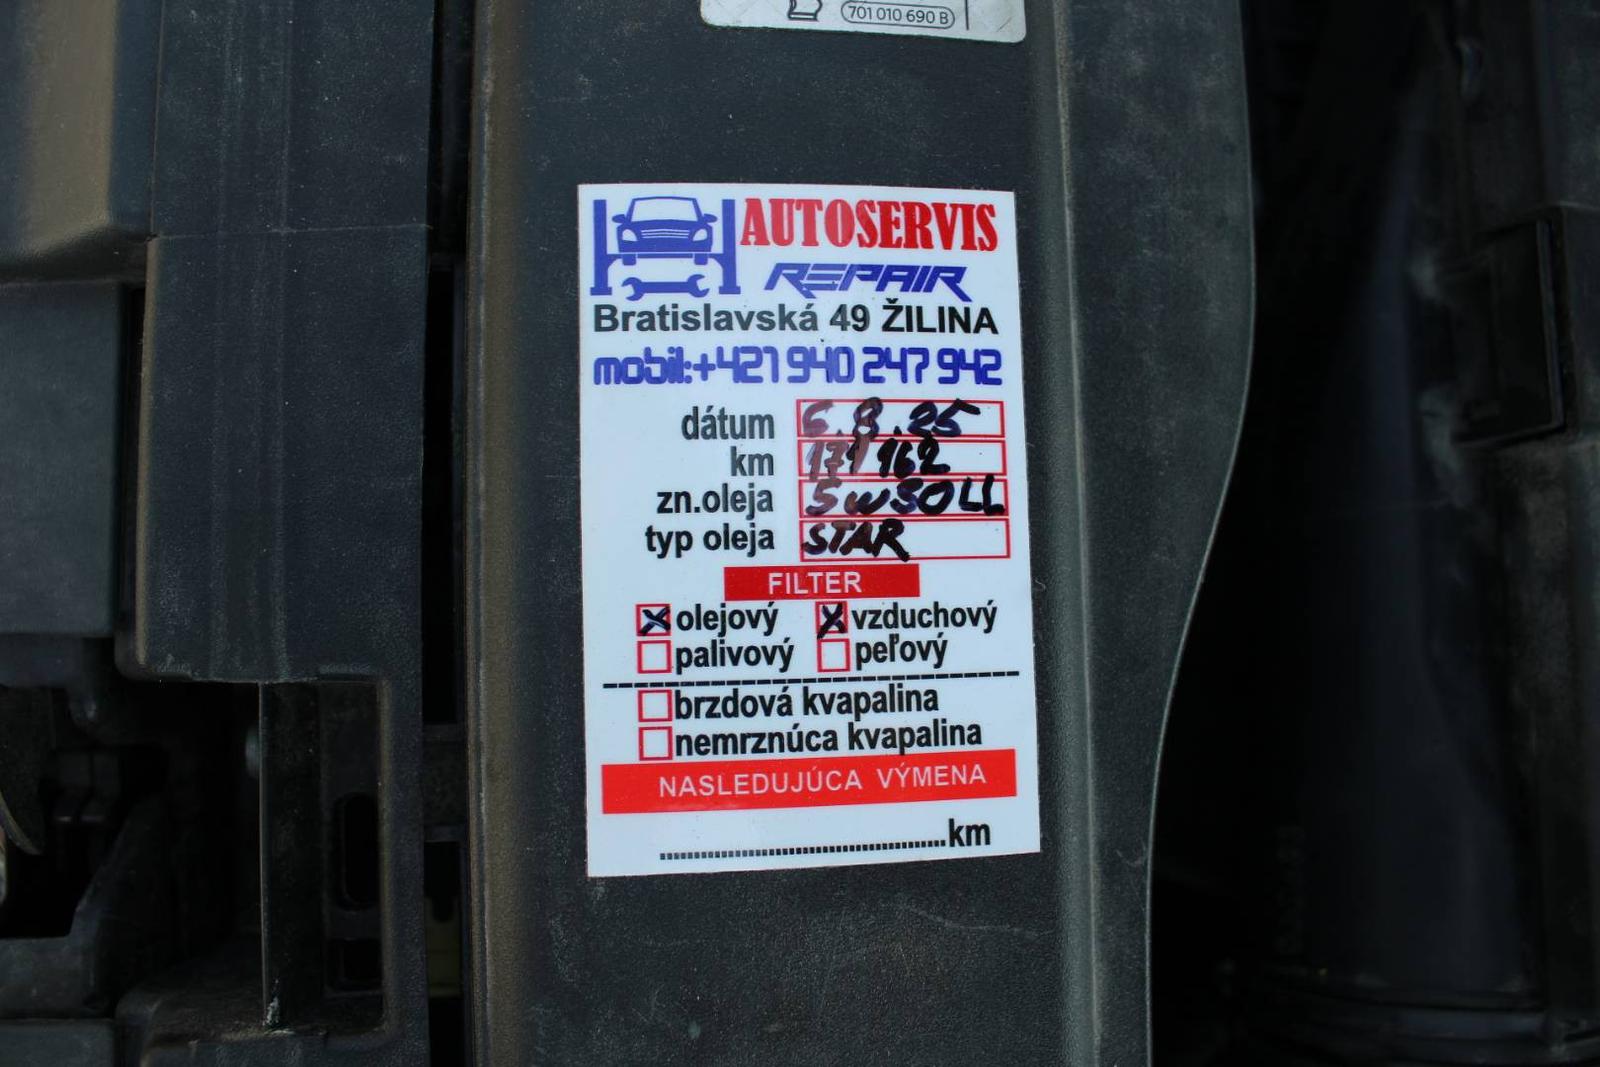 701 010 690 B
AUTOSERVIS
REPAIR
Bratislavská 49 ŽILINA
mobil:+421 940 247 942
dátum 6.8.25
km 171 162
zn.oleja 5W50LL
typ oleja STAR
FILTER
olejový vzduchový
palivový peľový
brzdová kvapalina
nemrznúca kvapalina
NASLEDUJÚCA VÝMENA
........................................km